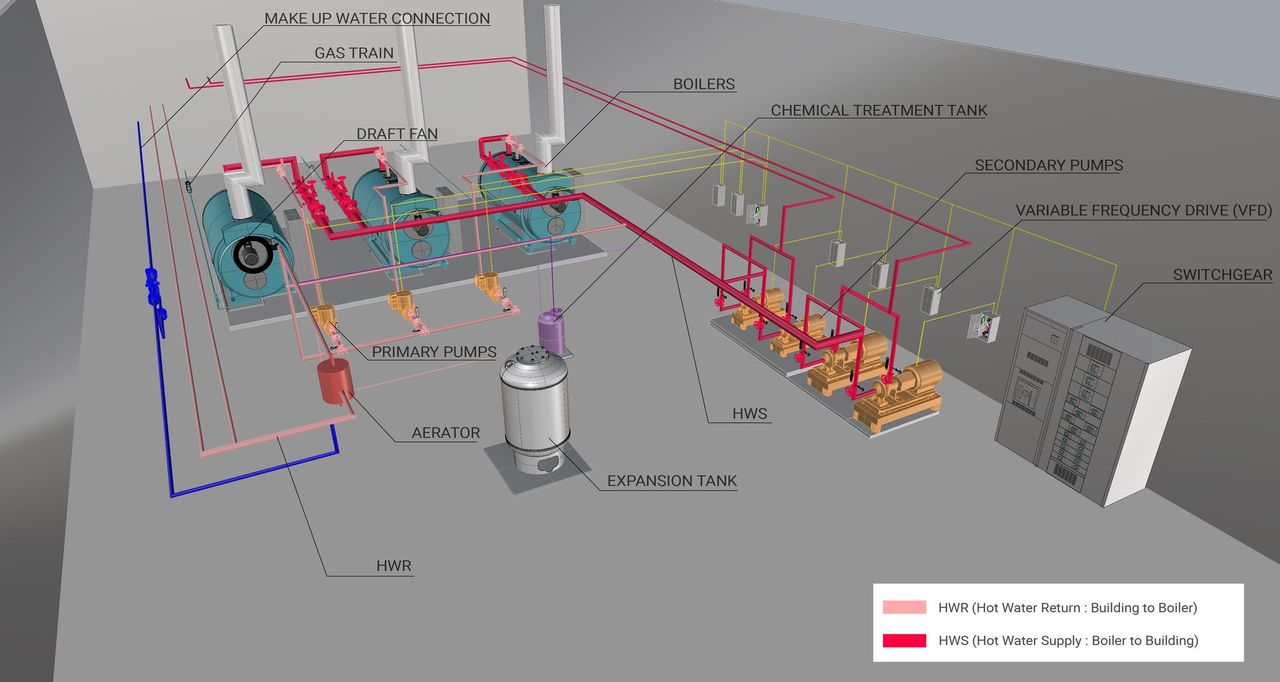 MAKE UP WATER CONNECTION
GAS TRAIN
BOILERS
CHEMICAL TREATMENT TANK
DRAFT FAN
SECONDARY PUMPS
VARIABLE FREQUENCY DRIVE (VFD)
SWITCHGEAR
PRIMARY PUMPS
HWS
AERATOR
EXPANSION TANK
HWR
HWR (Hot Water Return : Building to Boiler)
HWS (Hot Water Supply : Boiler to Building)